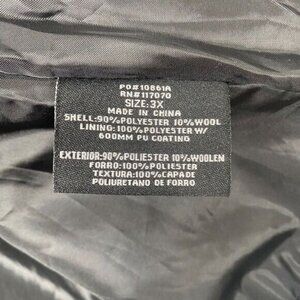 PO#10861A
RN#117070
SIZE:3X
MADE IN CHINA
SHELL:90%POLYESTER 10%WOOL
LINING:100%POLYESTER W/
600MM PU COATING
EXTERIOR:90%POLIESTER 10%WOOLEN
FORRO:100%POLIESTER
TEXTURA:100%CAPADE
POLIURETANO DE FORRO